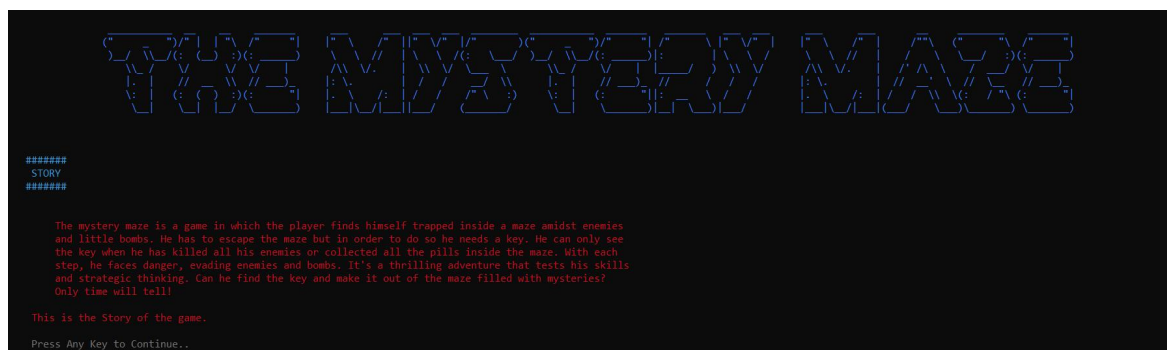 THE MYSTERY MAZE
#######
STORY
#######
The mystery maze is a game in which the player finds himself trapped inside a maze amidst enemies
and little bombs. He has to escape the maze but in order to do so he needs a key. He can only see
the key when he has killed all his enemies or collected all the pills inside the maze. With each
step, he faces danger, evading enemies and bombs. It's a thrilling adventure that tests his skills
and strategic thinking. Can he find the key and make it out of the maze filled with mysteries?
Only time will tell!
This is the Story of the game.
Press Any Key to Continue..